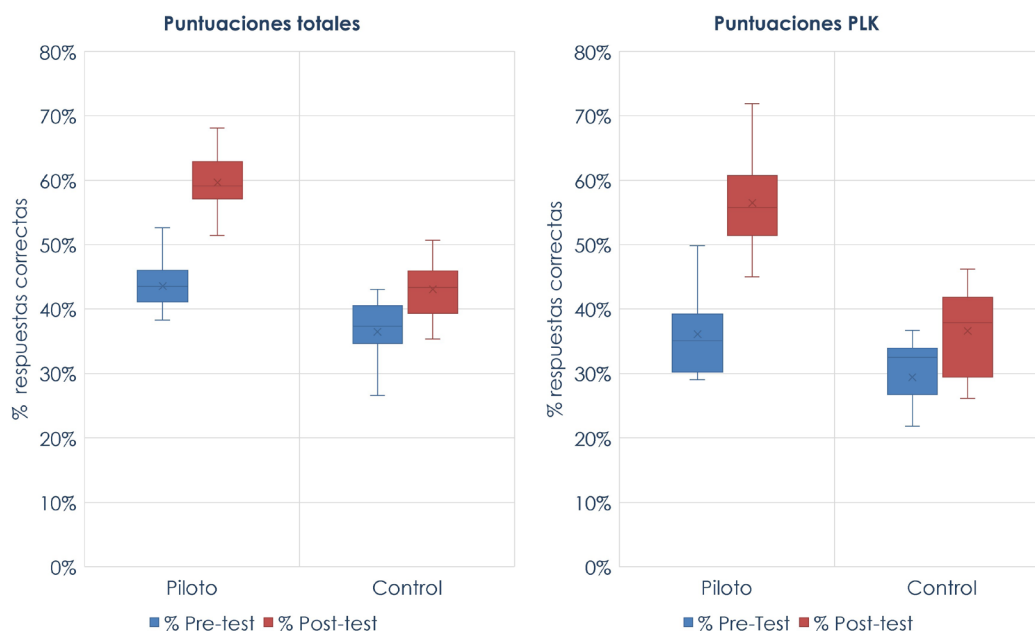 Puntuaciones totales
80%
70%
60%
50%
40%
30%
20%
10%
0%
% respuestas correctas
Piloto
Control
% Pre-test
% Post-test
Puntuaciones PLK
80%
70%
60%
50%
40%
30%
20%
10%
0%
% respuestas correctas
Piloto
Control
% Pre-Test
% Post-test